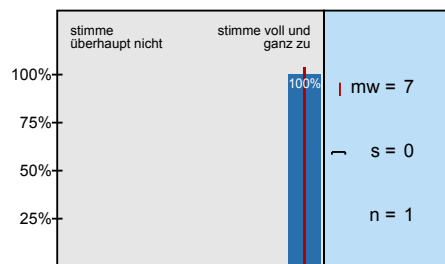 stimme
überhaupt nicht
stimme voll und
ganz zu
100%
75%
50%
25%
100%
mw = 7
s = 0
n = 1